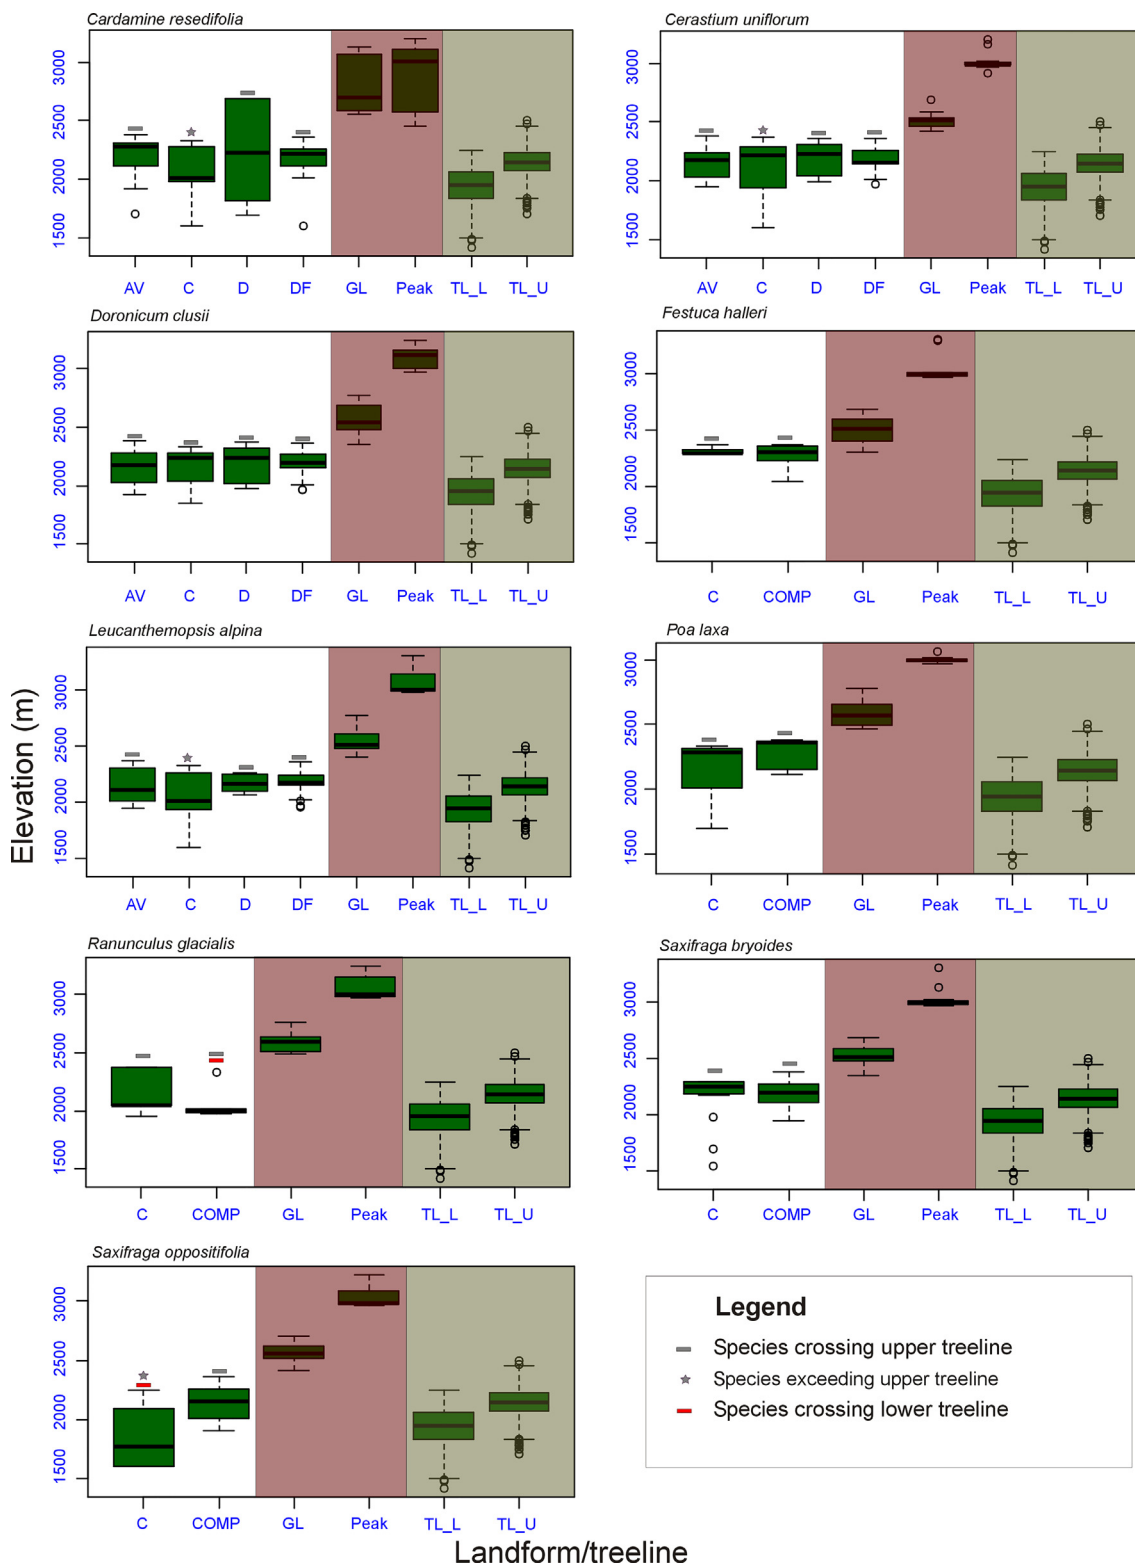 Cardamine resedifolia
3000
2500
2000
1500
AV C D DF GL Peak TL_L TL_U
Cerastium uniflorum
3000
2500
2000
1500
AV C D DF GL Peak TL_L TL_U
Doronicum clusii
3000
2500
2000
1500
AV C D DF GL Peak TL_L TL_U
Festuca halleri
3000
2500
2000
1500
C COMP GL Peak TL_L TL_U
Leucanthemopsis alpina
3000
2500
2000
1500
AV C D DF GL Peak TL_L TL_U
Poa laxa
3000
2500
2000
1500
C COMP GL Peak TL_L TL_U
Elevation (m)
Ranunculus glacialis
3000
2500
2000
1500
C COMP GL Peak TL_L TL_U
Saxifraga bryoides
3000
2500
2000
1500
C COMP GL Peak TL_L TL_U
Saxifraga oppositifolia
3000
2500
2000
1500
C COMP GL Peak TL_L TL_U
Legend
Species crossing upper treeline
Species exceeding upper treeline
Species crossing lower treeline
Landform/treeline